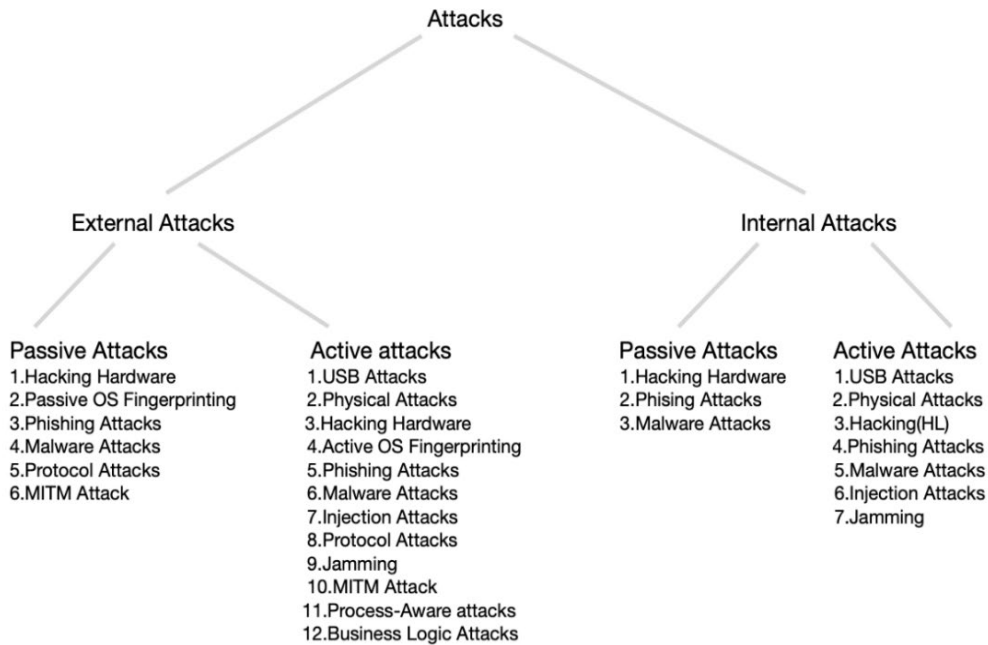 Attacks
External Attacks
Internal Attacks
Passive Attacks
1.Hacking Hardware
2.Passive OS Fingerprinting
3.Phishing Attacks
4.Malware Attacks
5.Protocol Attacks
6.MITM Attack
Active attacks
1.USB Attacks
2.Physical Attacks
3.Hacking Hardware
4.Active OS Fingerprinting
5.Phishing Attacks
6.Malware Attacks
7.Injection Attacks
8.Protocol Attacks
9.Jamming
10.MITM Attack
11.Process-Aware attacks
12.Business Logic Attacks
Passive Attacks
1.Hacking Hardware
2.Phising Attacks
3.Malware Attacks
Active Attacks
1.USB Attacks
2.Physical Attacks
3.Hacking(HL)
4.Phishing Attacks
5.Malware Attacks
6.Injection Attacks
7.Jamming